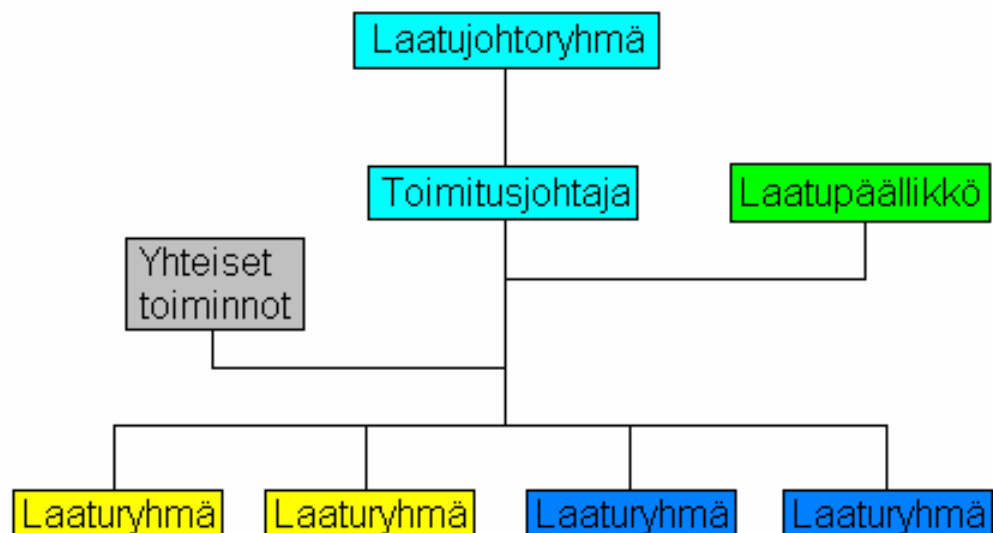 Laatujohtoryhmä
Toimitusjohtaja
Laatupäällikkö
Yhteiset
toiminnot
Laaturyhmä
Laaturyhmä
Laaturyhmä
Laaturyhmä